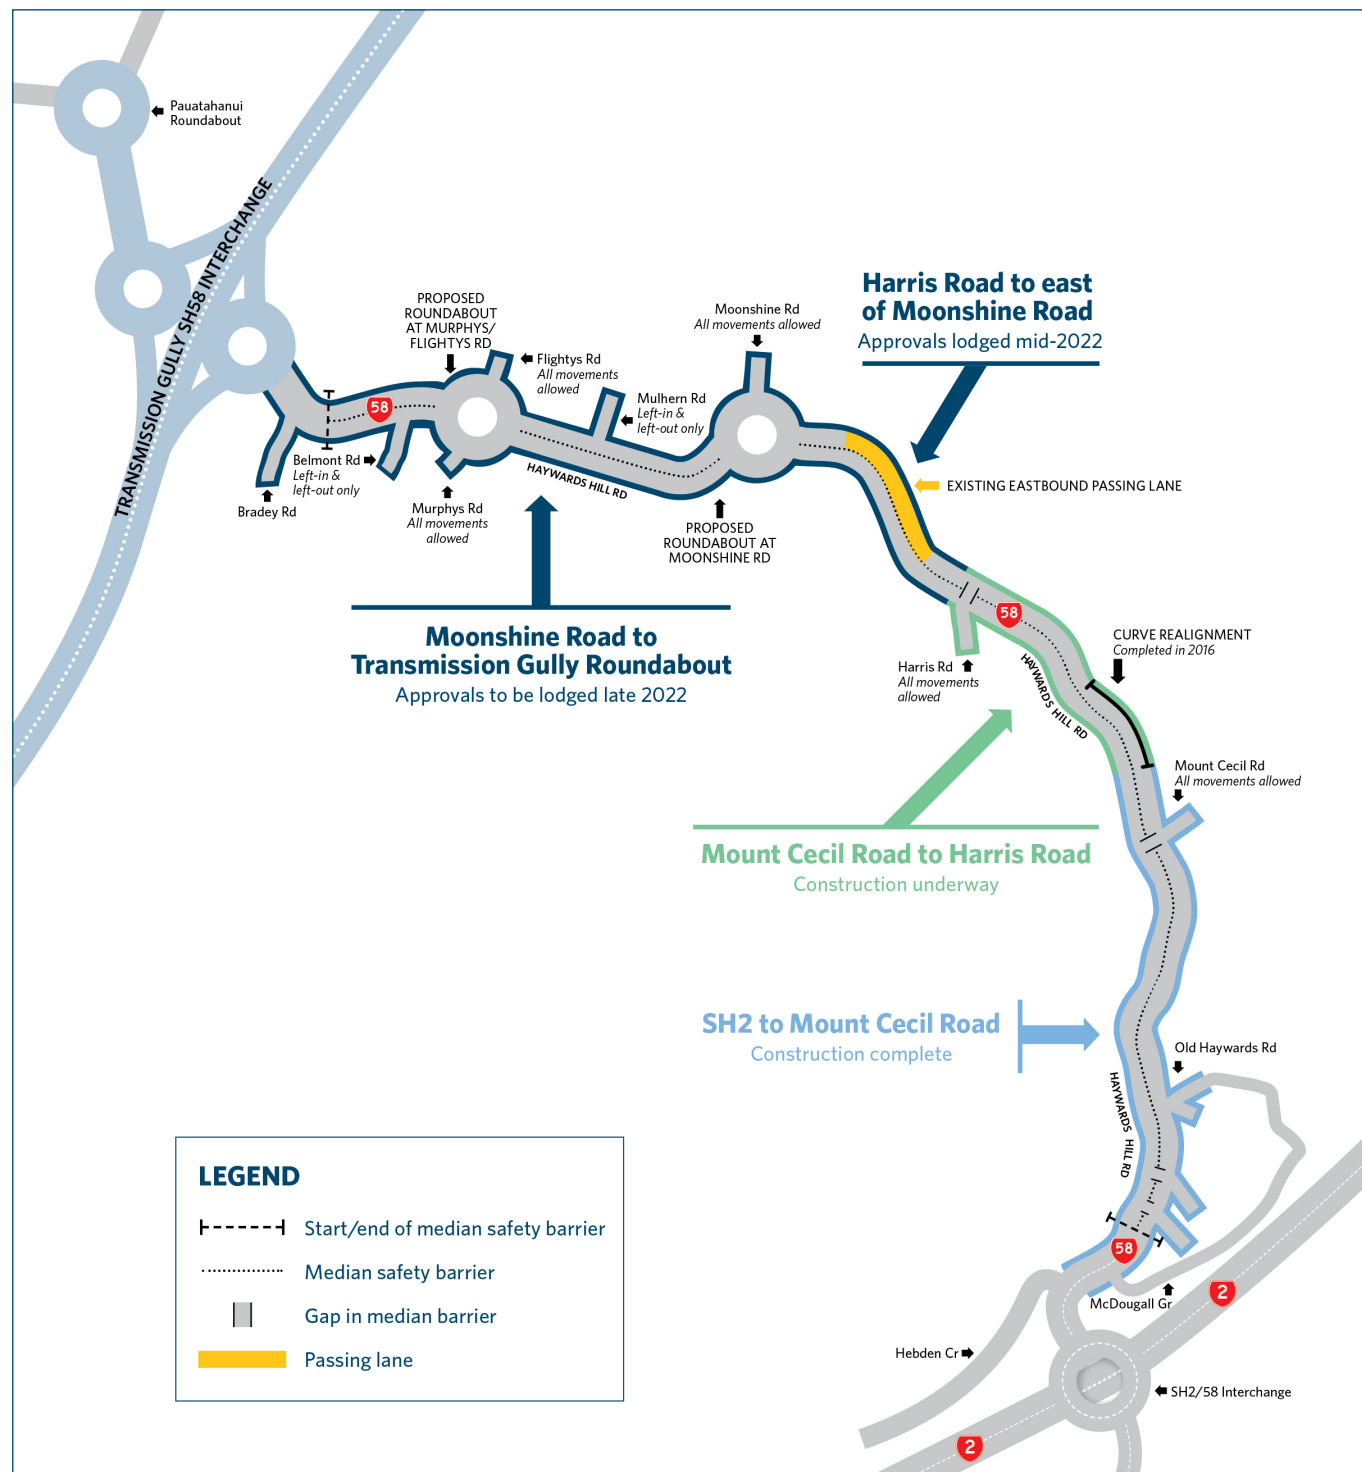 Pauatahanui
Roundabout
TRANSMISSION GULLY SH58 INTERCHANGE
PROPOSED
ROUNDABOUT
AT MURPHYS/
FLIGHTYS RD
Flightys Rd
All movements
allowed
Mulhern Rd
Left-in &
left-out only
Moonshine Rd
All movements allowed
Harris Road to east
of Moonshine Road
Approvals lodged mid-2022
58
Belmont Rd
Left-in &
left-out only
Bradey Rd
Murphys Rd
All movements
allowed
HAYWARDS HILL RD
PROPOSED
ROUNDABOUT AT
MOONSHINE RD
EXISTING EASTBOUND PASSING LANE
Moonshine Road to
Transmission Gully Roundabout
Approvals to be lodged late 2022
58
Harris Rd
All movements
allowed
HAYWARDS HILL RD
CURVE REALIGNMENT
Completed in 2016
Mount Cecil Rd
All movements allowed
Mount Cecil Road to Harris Road
Construction underway
SH2 to Mount Cecil Road
Construction complete
Old Haywards Rd
HAYWARDS HILL RD
58
McDougall Gr
2
Hebden Cr
SH2/58 Interchange
2
LEGEND
Start/end of median safety barrier
Median safety barrier
Gap in median barrier
Passing lane